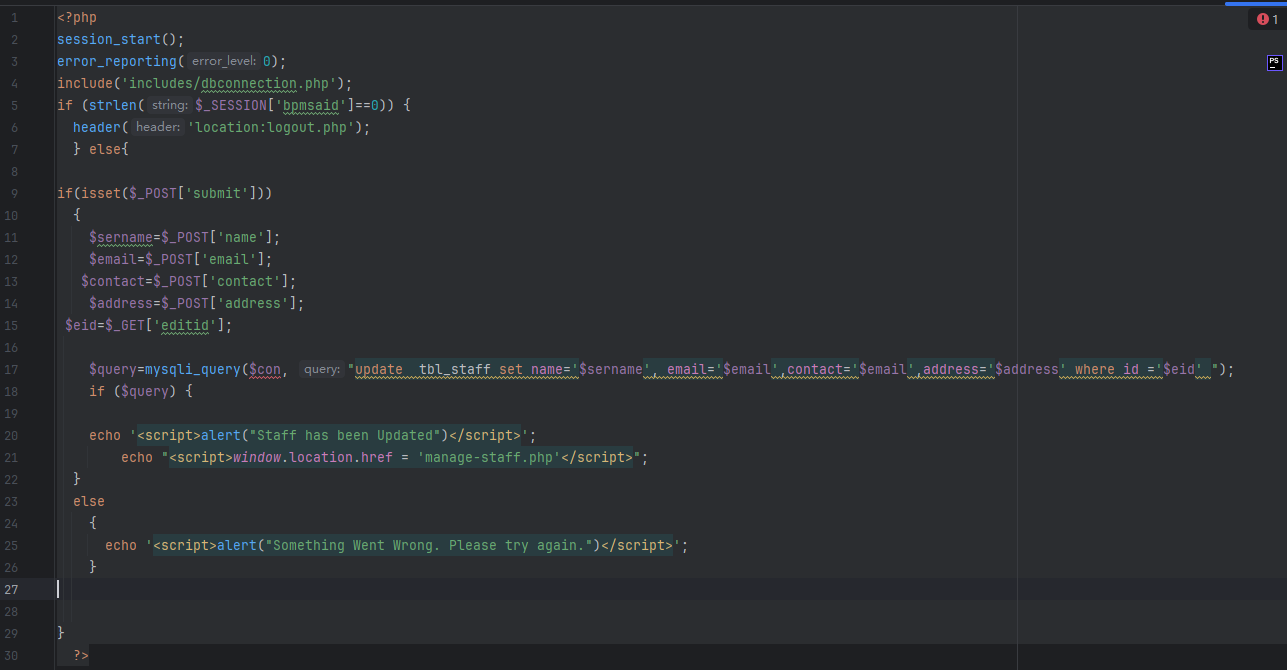 1 <?php
2 session_start();
3 error_reporting( error_level: 0);
4 include('includes/dbconnection.php');
5 if (strlen( string: $_SESSION['bpmsaid']==0)) {
6 header( header: 'location:logout.php');
7 } else{
8
9 if(isset($_POST['submit']))
10 {
11 $sername=$_POST['name'];
12 $email=$_POST['email'];
13 $contact=$_POST['contact'];
14 $address=$_POST['address'];
15 $eid=$_GET['editid'];
16
17 $query=mysqli_query($con, query: "update  tbl_staff set name='$sername', email='$email',contact='$email',address='$address' where id ='$eid' ");
18 if ($query) {
19
20 echo '<script>alert("Staff has been Updated")</script>';
21 echo "<script>window.location.href = 'manage-staff.php'</script>";
22 }
23 else
24 {
25 echo '<script>alert("Something Went Wrong. Please try again.")</script>';
26 }
27
28
29 }
30 ?>
1
PS